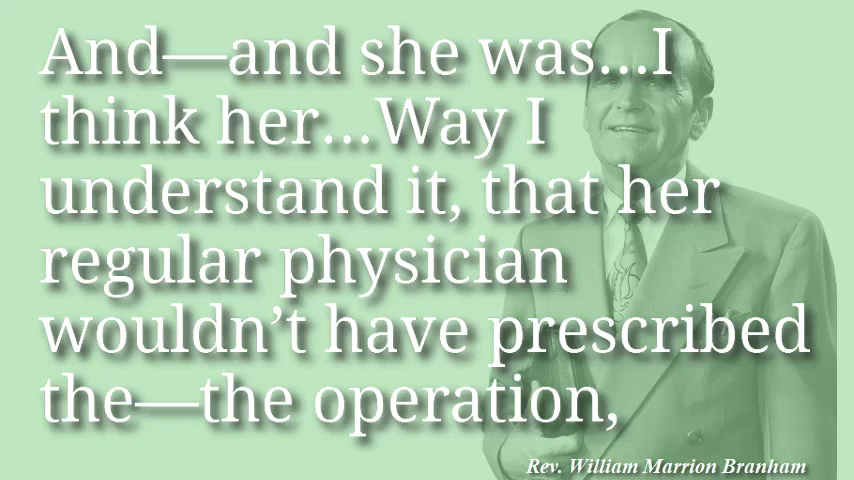 And—and she was...I
think her...Way I
understand it, that her
regular physician
wouldn’t have prescribed
the—the operation,
Rev. William Marrion Branham